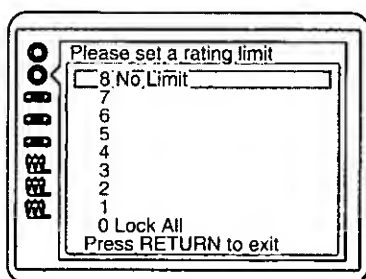 Please set a rating limit
8 No Limit
7
6
5
4
3
2
1
0 Lock All
Press RETURN to exit